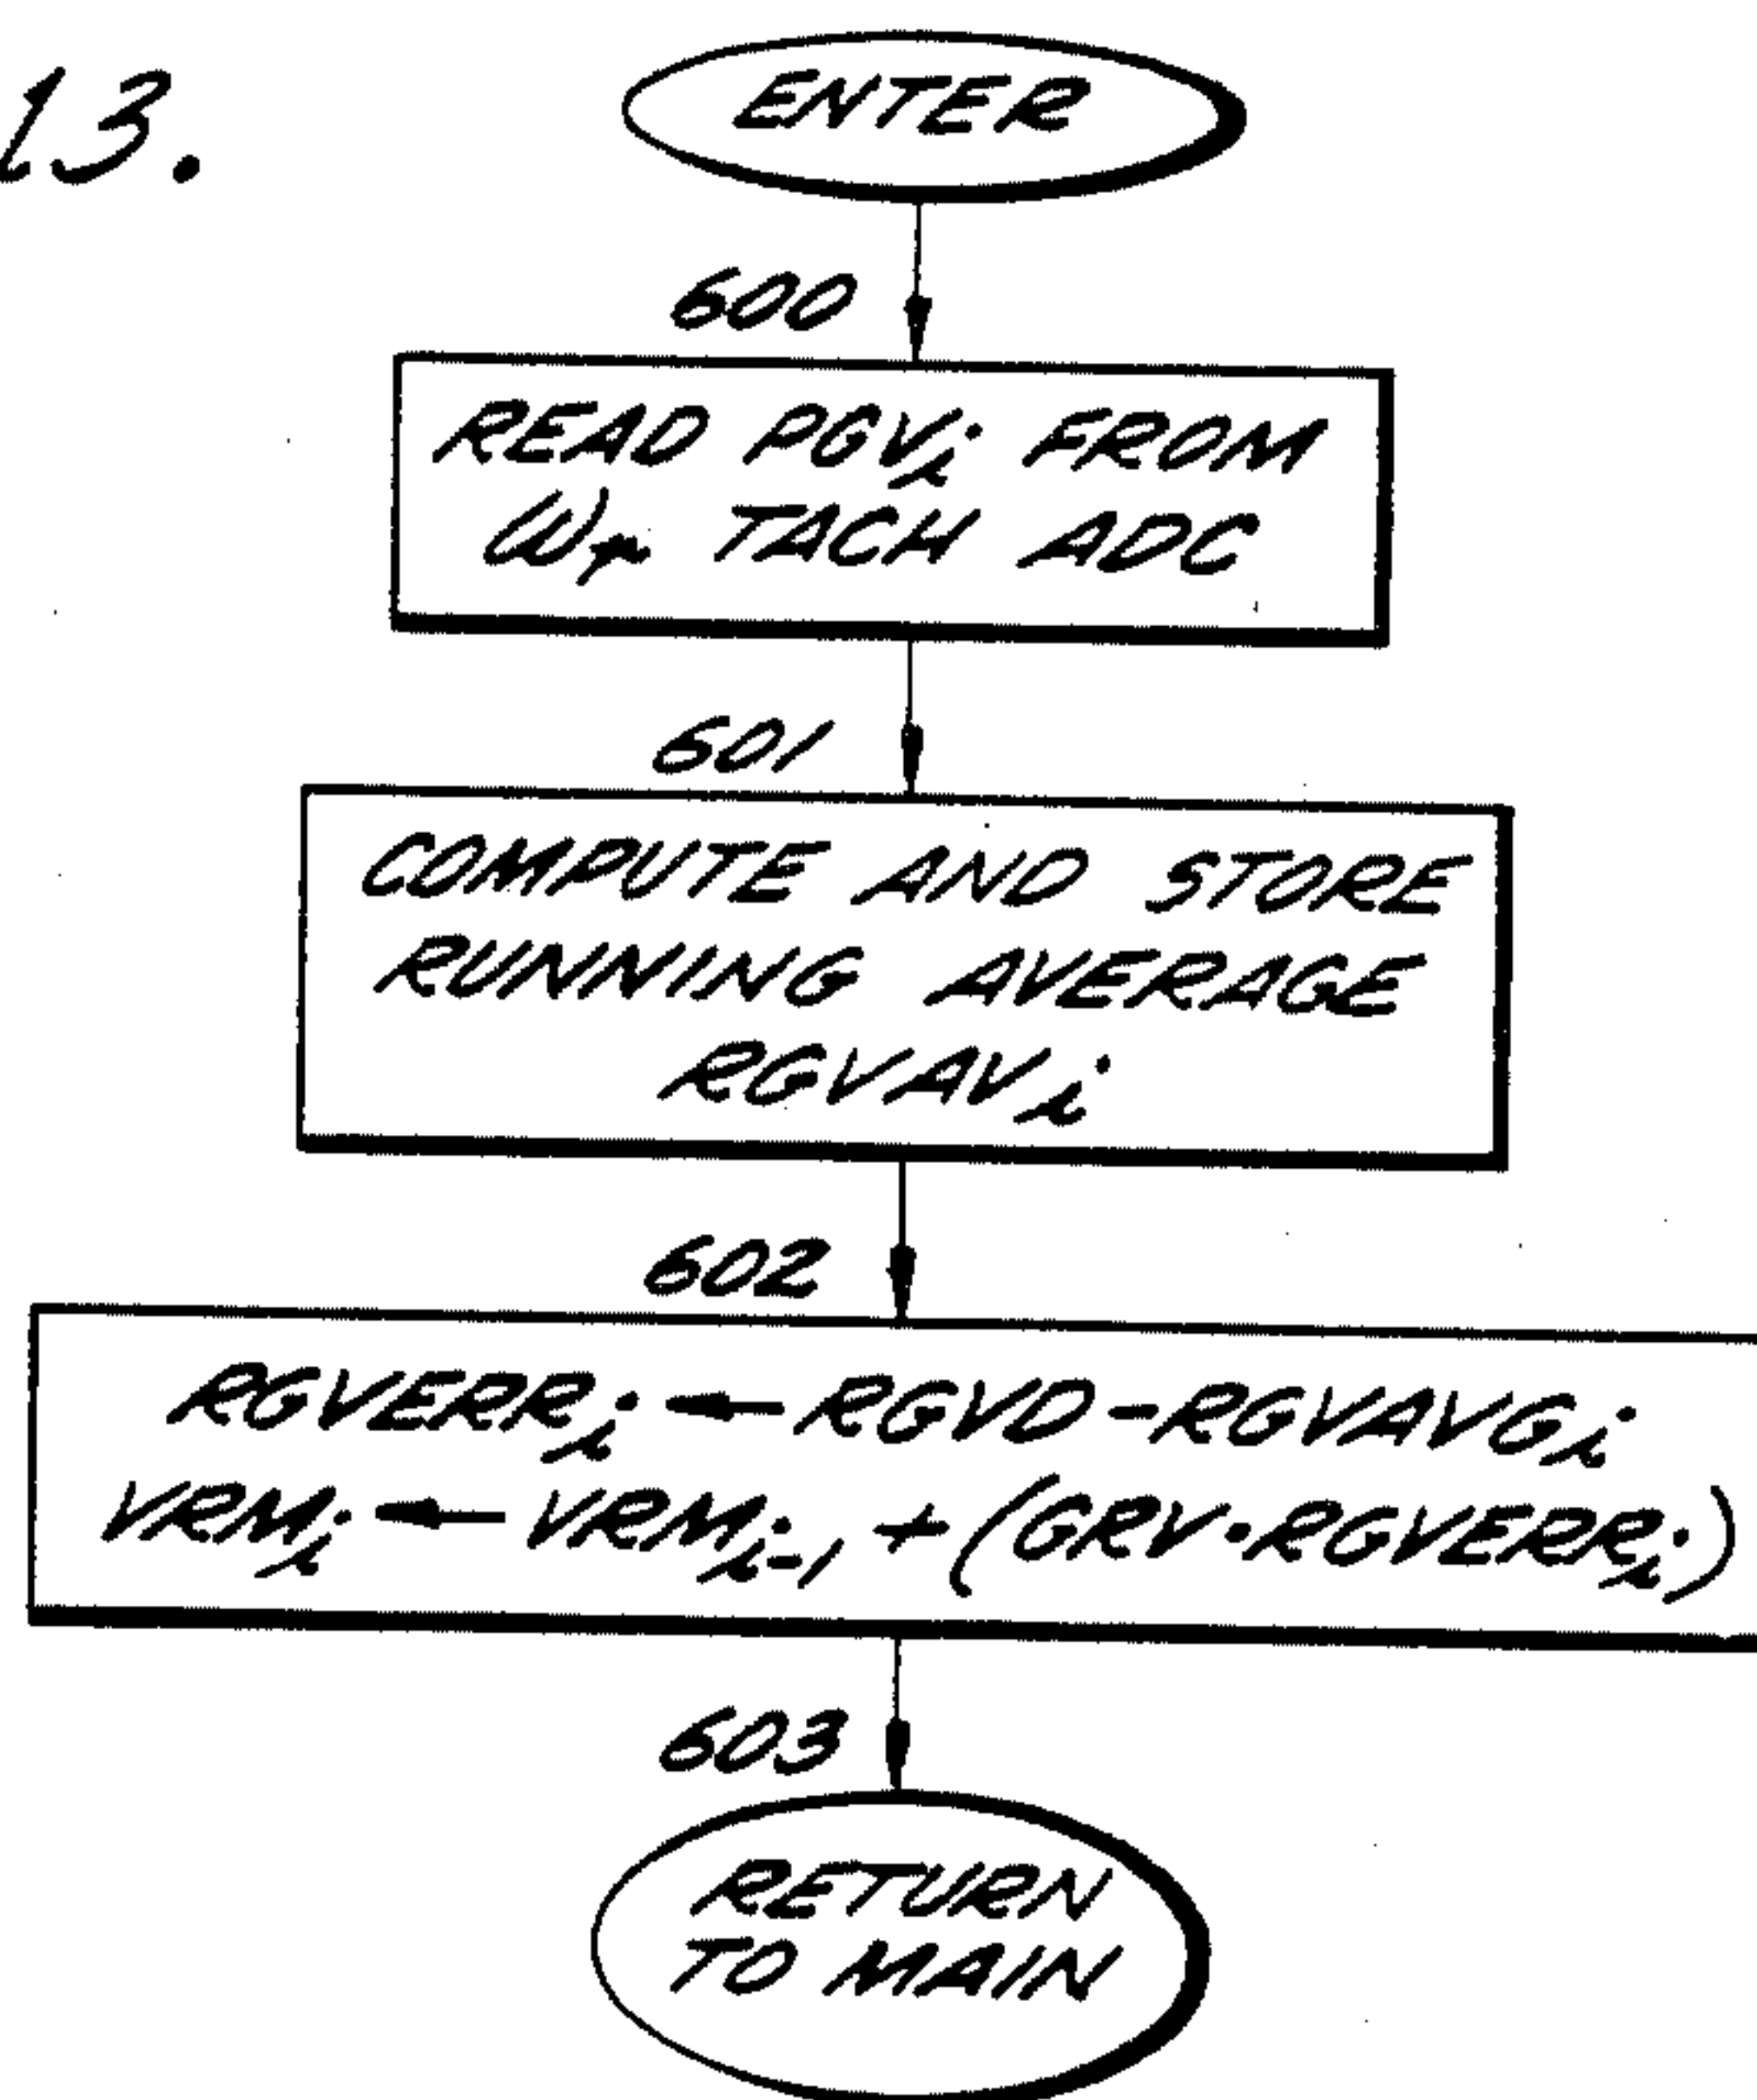 13.
ENTER
600
READ PGVᵢ FROM
Wᵣ TACH ADC
601
COMPUTE AND STORE
RUNNING AVERAGE
RGVAVᵢ
602
RGVERRᵢ ← RGVD-RGVAVGᵢ
VRMᵢ ← VRMᵢ₋₁ + (GRV•RGVERRᵢ)
603
RETURN
TO MAIN